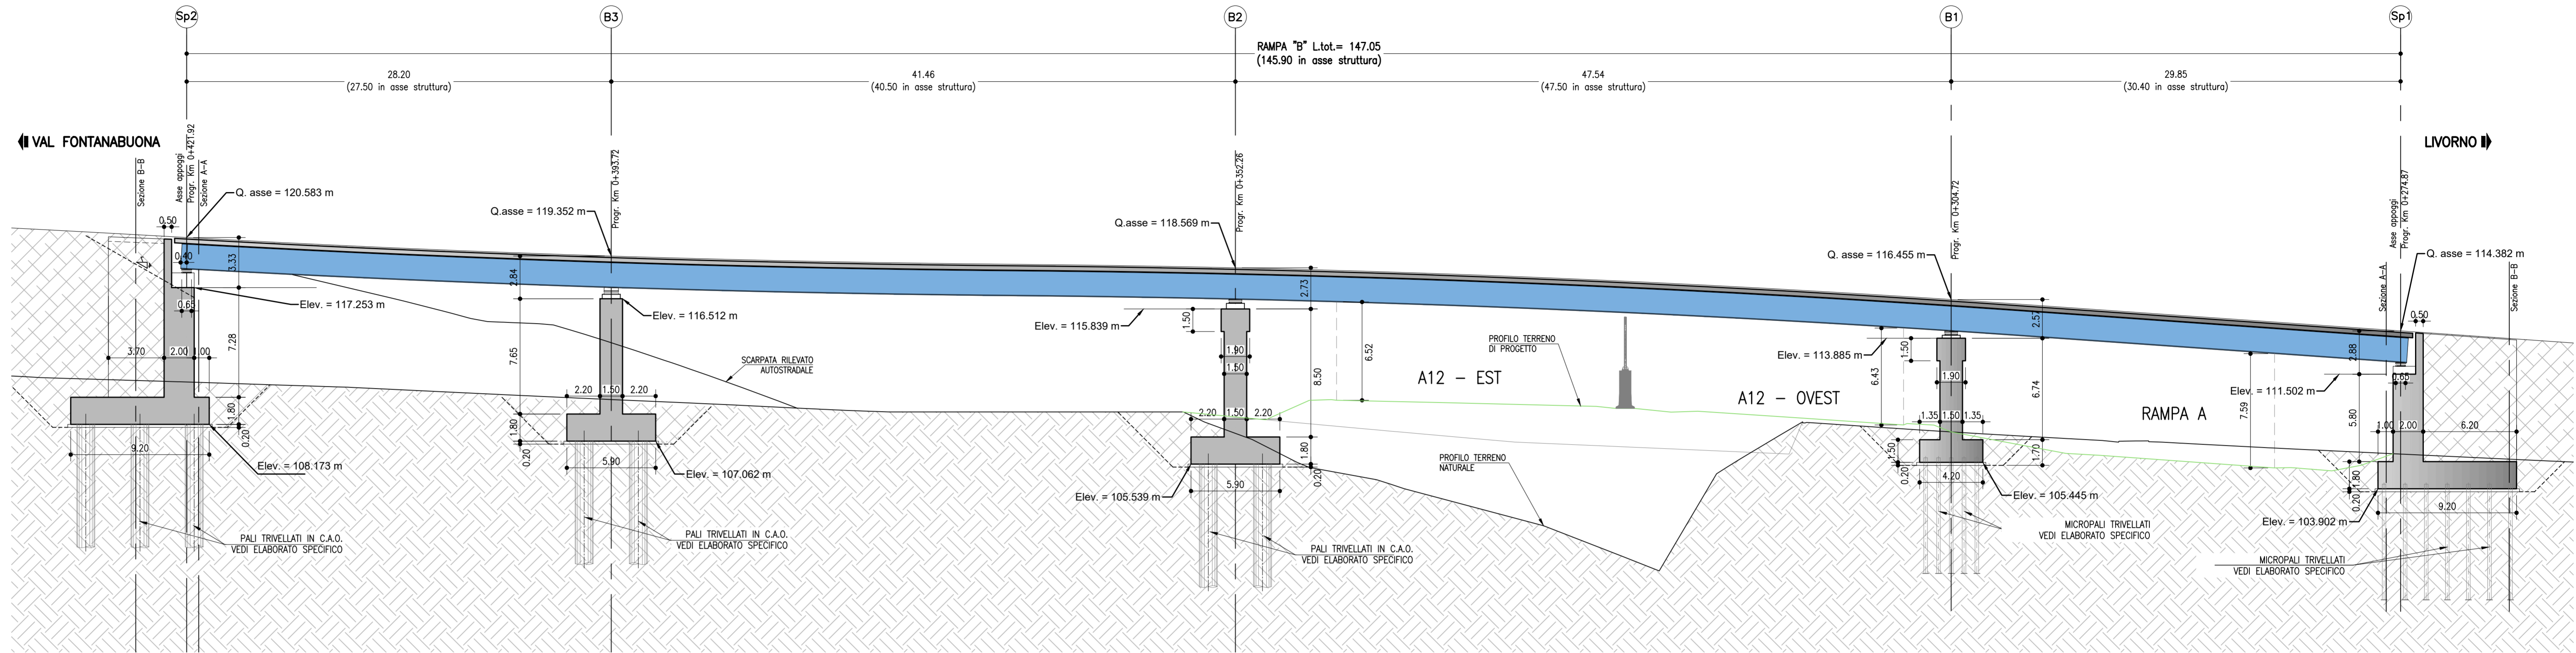 Sp2
B3
B2
B1
Sp1
RAMPA "B" L.tot.= 147.05
(145.90 in asse struttura)
28.20
(27.50 in asse struttura)
41.46
(40.50 in asse struttura)
47.54
(47.50 in asse struttura)
29.85
(30.40 in asse struttura)
VAL FONTANABUONA
LIVORNO
Sezione B-B
Asse appoggi
Progr. Km 0+421.92
Sezione A-A
Progr. Km 0+393.72
Progr. Km 0+352.26
Progr. Km 0+304.72
Asse appoggi
Progr. Km 0+274.87
Sezione A-A
Sezione B-B
Q. asse = 120.583 m
Q.asse = 119.352 m
Q.asse = 118.569 m
Q. asse = 116.455 m
Q. asse = 114.382 m
0.50
0.40
3.33
Elev. = 117.253 m
0.65
7.28
3.70
2.00
1.00
1.80
0.20
9.20
Elev. = 108.173 m
PALI TRIVELLATI IN C.A.O.
VEDI ELABORATO SPECIFICO
2.84
Elev. = 116.512 m
7.65
2.20
1.50
2.20
1.80
0.20
5.90
Elev. = 107.062 m
SCARPATA RILEVATO
AUTOSTRADALE
PALI TRIVELLATI IN C.A.O.
VEDI ELABORATO SPECIFICO
2.73
Elev. = 115.839 m
1.50
1.90
1.50
8.50
6.52
2.20
1.50
2.20
1.80
0.20
5.90
Elev. = 105.539 m
PALI TRIVELLATI IN C.A.O.
VEDI ELABORATO SPECIFICO
A12 - EST
PROFILO TERRENO
DI PROGETTO
PROFILO TERRENO
NATURALE
A12 - OVEST
2.57
Elev. = 113.885 m
1.50
6.43
1.90
6.74
1.35
1.50
1.35
1.50
0.20
1.70
4.20
Elev. = 105.445 m
MICROPALI TRIVELLATI
VEDI ELABORATO SPECIFICO
RAMPA A
7.59
0.50
2.88
Elev. = 111.502 m
0.65
5.80
1.00
2.00
6.20
1.80
0.20
9.20
Elev. = 103.902 m
MICROPALI TRIVELLATI
VEDI ELABORATO SPECIFICO